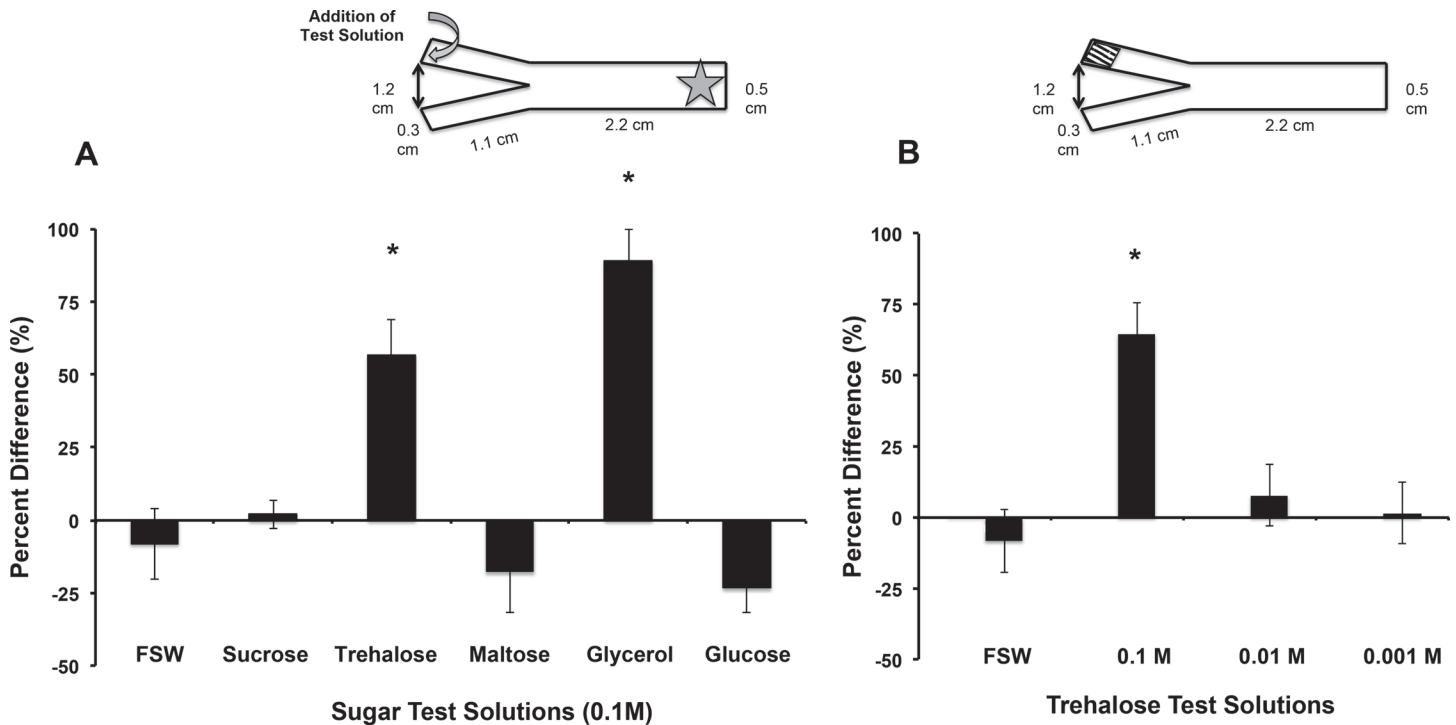 Addition of
Test Solution
1.2
cm
0.3
cm
1.1 cm
2.2 cm
0.5
cm
A
*
*
Percent Difference (%)
100
75
50
25
0
-25
-50
FSW Sucrose Trehalose Maltose Glycerol Glucose
Sugar Test Solutions (0.1M)
1.2
cm
0.3
cm
1.1 cm
2.2 cm
0.5
cm
B
*
Percent Difference (%)
100
75
50
25
0
-25
-50
FSW 0.1 M 0.01 M 0.001 M
Trehalose Test Solutions